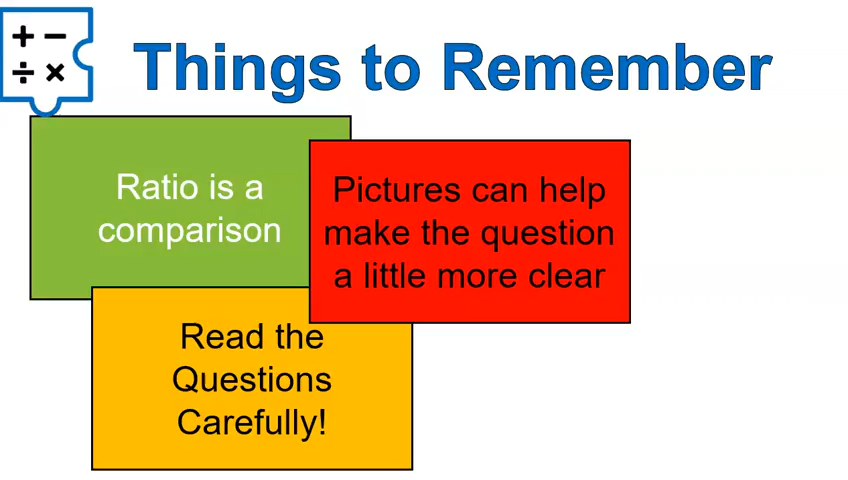 + −
÷ ×
Things to Remember
Ratio is a
comparison
Pictures can help
make the question
a little more clear
Read the
Questions
Carefully!